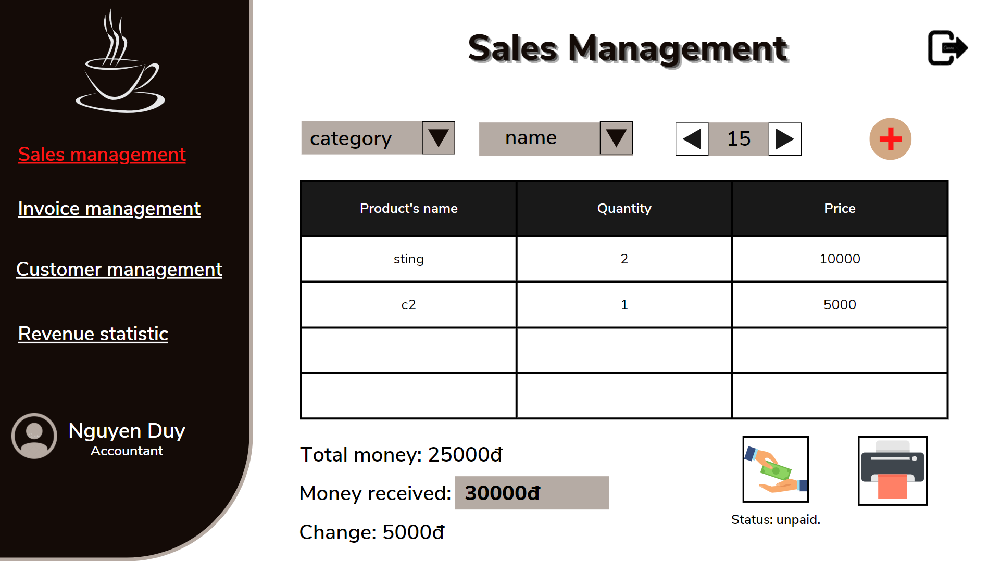 Sales Management
Canva
category
name
15
Sales management
Invoice management
Customer management
Revenue statistic
Nguyen Duy
Accountant
Product's name Quantity Price
sting 2 10000
c2 1 5000
Total money: 25000đ
Money received: 30000đ
Change: 5000đ
Status: unpaid.